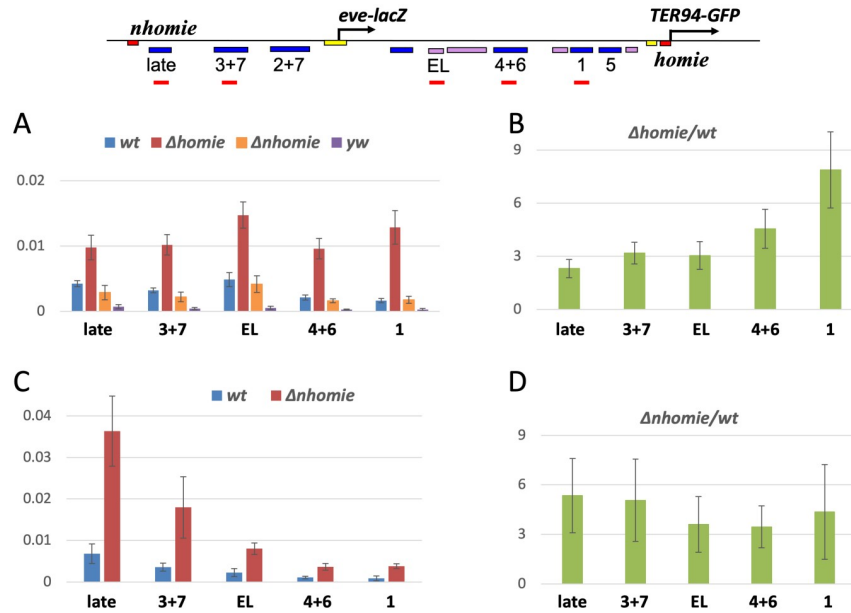 eve-lacZ TER94-GFP
nhomie
late 3+7 2+7 EL 4+6 1 5 homie
A
wt Δhomie Δnhomie yw
0.02
0.01
0
late 3+7 EL 4+6 1
B
Δhomie/wt
9
6
3
0
late 3+7 EL 4+6 1
C
wt Δnhomie
0.04
0.03
0.02
0.01
0
late 3+7 EL 4+6 1
D
Δnhomie/wt
9
6
3
0
late 3+7 EL 4+6 1